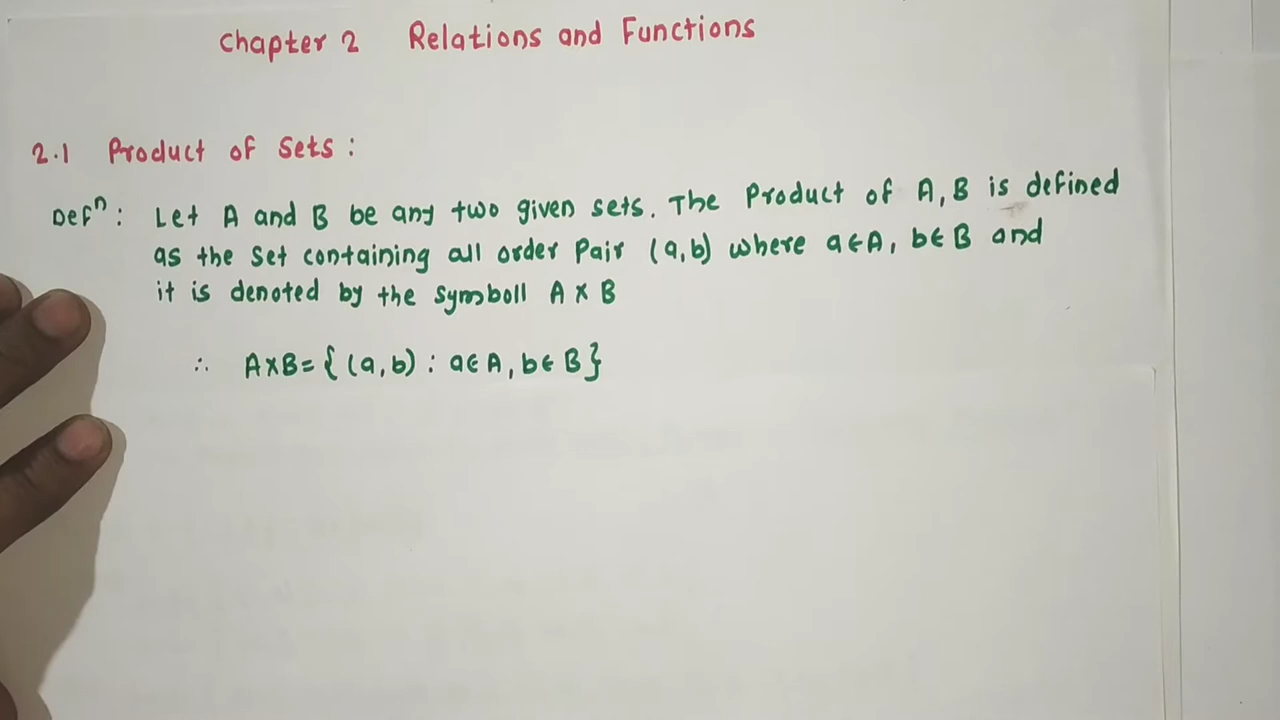 Chapter 2 Relations and Functions
2.1 Product of Sets :
Defⁿ : Let A and B be any two given sets. The Product of A, B is defined
as the Set containing all order Pair (a,b) where a∈A, b∈B and
it is denoted by the Symboll A × B
∴ A×B = { (a,b) : a∈A, b∈B }